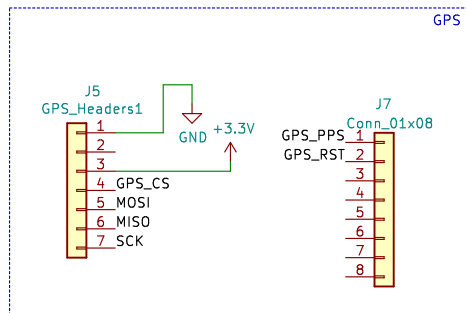 GPS
J5
GPS_Headers1
1
2
3
4 GPS_CS
5 MOSI
6 MISO
7 SCK
GND
+3.3V
J7
Conn_01x08
GPS_PPS 1
GPS_RST 2
3
4
5
6
7
8